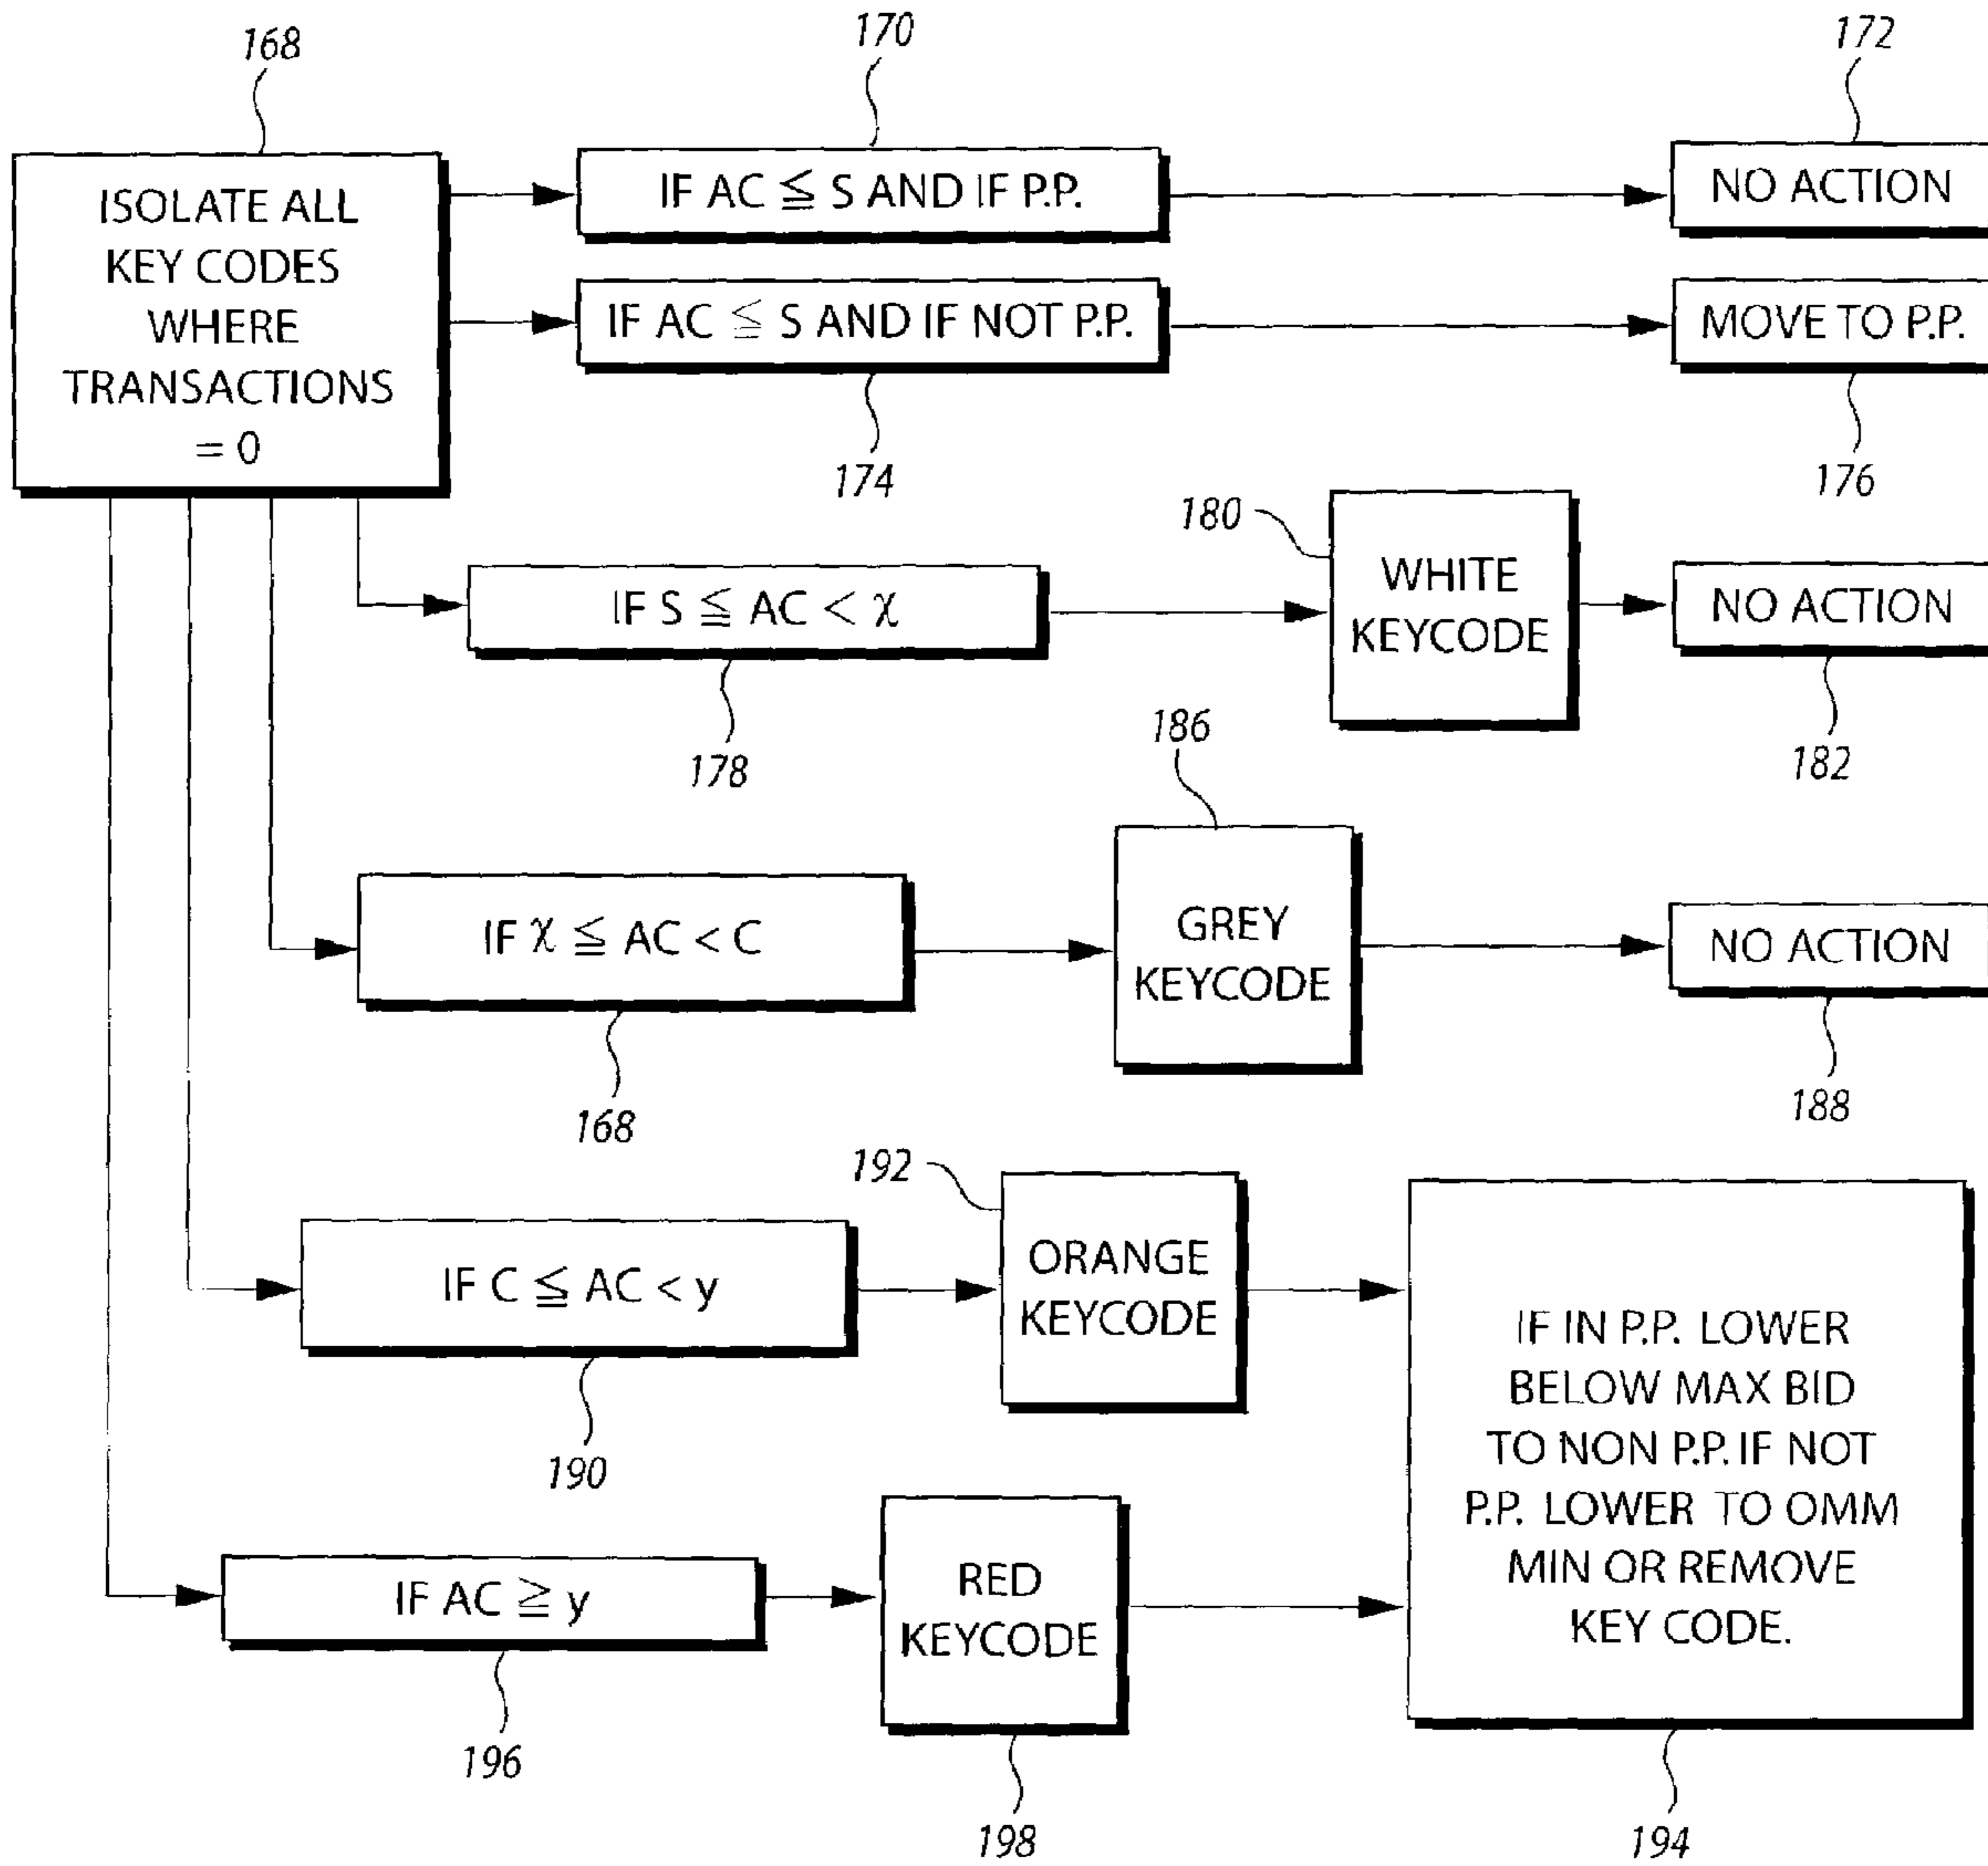 168
170
172
ISOLATE ALL
KEY CODES
WHERE
TRANSACTIONS
= 0
IF AC ≦ S AND IF P.P.
NO ACTION
IF AC ≦ S AND IF NOT P.P.
MOVE TO P.P.
174
176
180
WHITE
KEYCODE
IF S ≦ AC < χ
NO ACTION
178
182
186
GREY
KEYCODE
IF χ ≦ AC < C
NO ACTION
168
188
192
ORANGE
KEYCODE
IF C ≦ AC < y
190
IF IN P.P. LOWER
BELOW MAX BID
TO NON P.P. IF NOT
P.P. LOWER TO OMM
MIN OR REMOVE
KEY CODE.
IF AC ≧ y
RED
KEYCODE
196
198
194